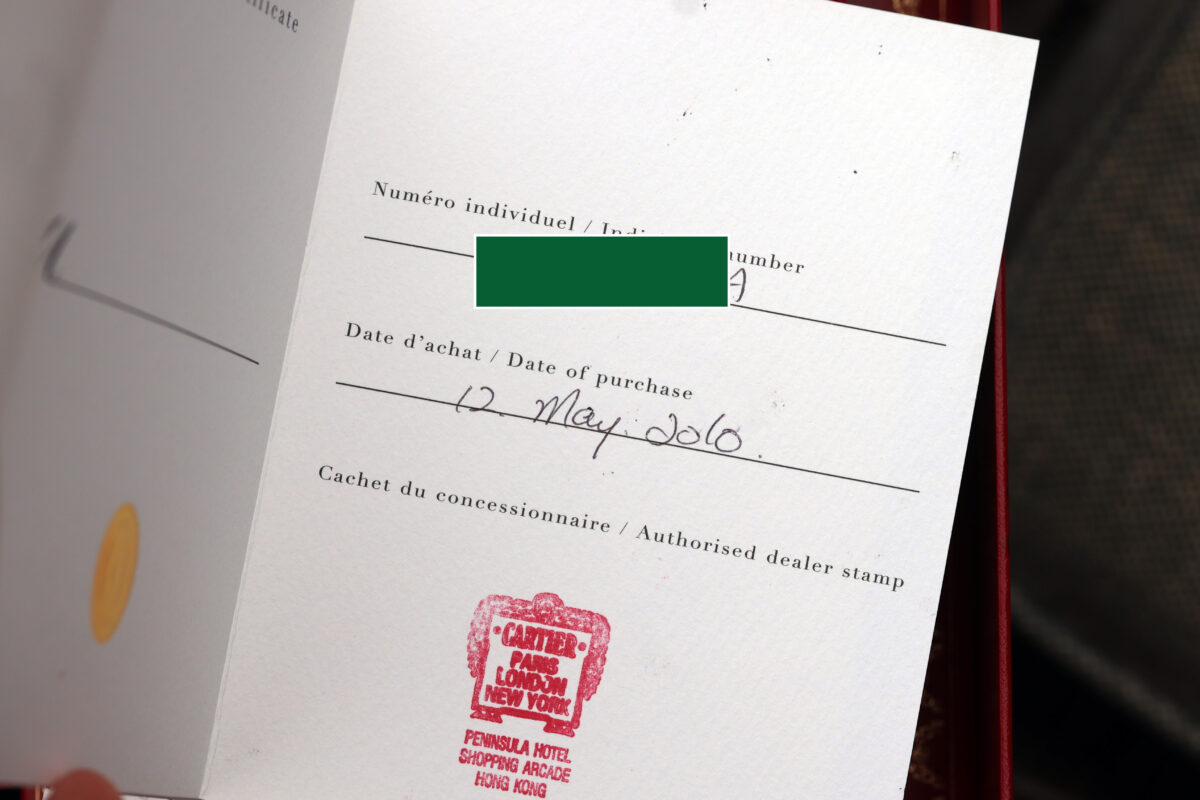 ificate
Numéro individuel / number
A
Date d'achat / Date of purchase
12. May. 2010.
Cachet du concessionnaire / Authorised dealer stamp
CARTIER
PARIS
LONDON
NEW YORK
PENINSULA HOTEL
SHOPPING ARCADE
HONG KONG